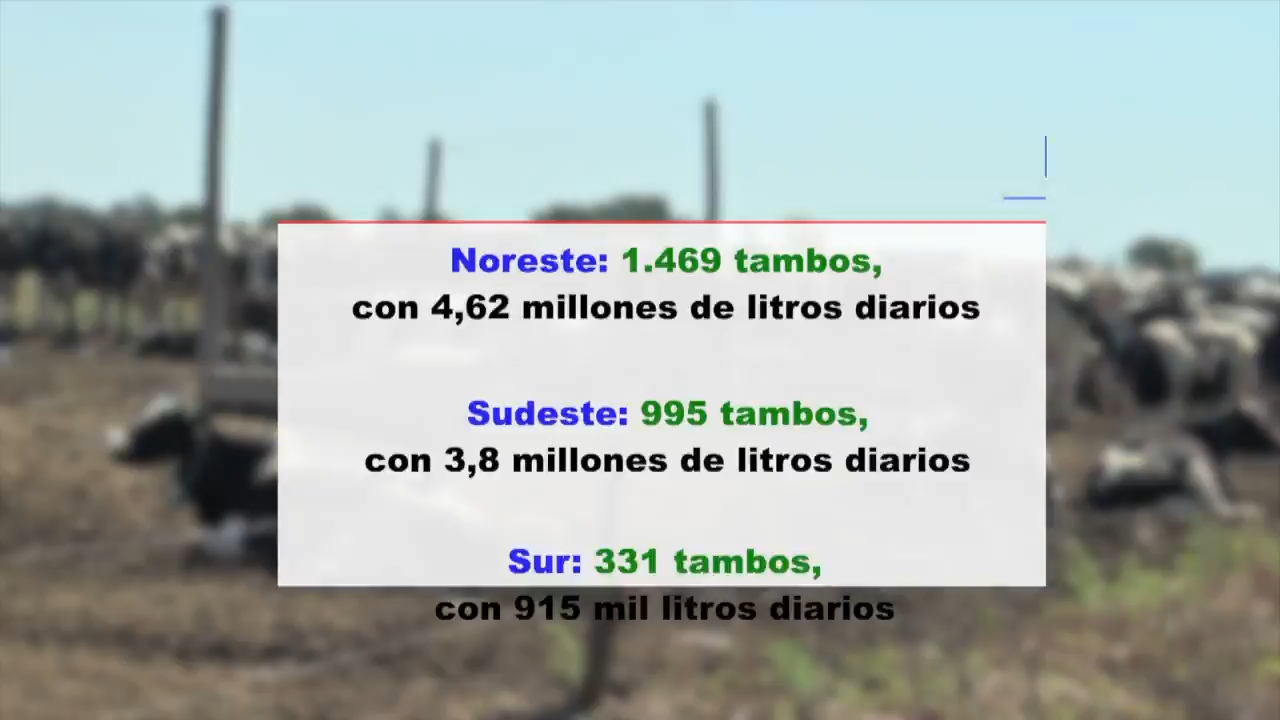 Noreste: 1.469 tambos,
con 4,62 millones de litros diarios
Sudeste: 995 tambos,
con 3,8 millones de litros diarios
Sur: 331 tambos,
con 915 mil litros diarios